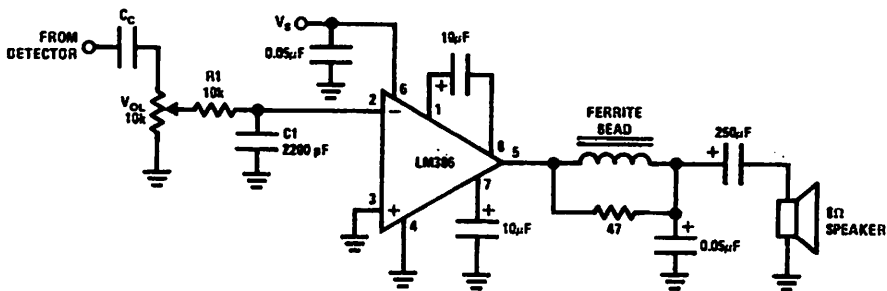 FROM
DETECTOR
CC
VOL
10k
R1
10k
C1
2200 pF
VS
0.05µF
10µF
+
6
2
−
1
8
LM386
5
3
+
4
7
+
10µF
FERRITE
BEAD
47
+
250µF
+
0.05µF
8Ω
SPEAKER